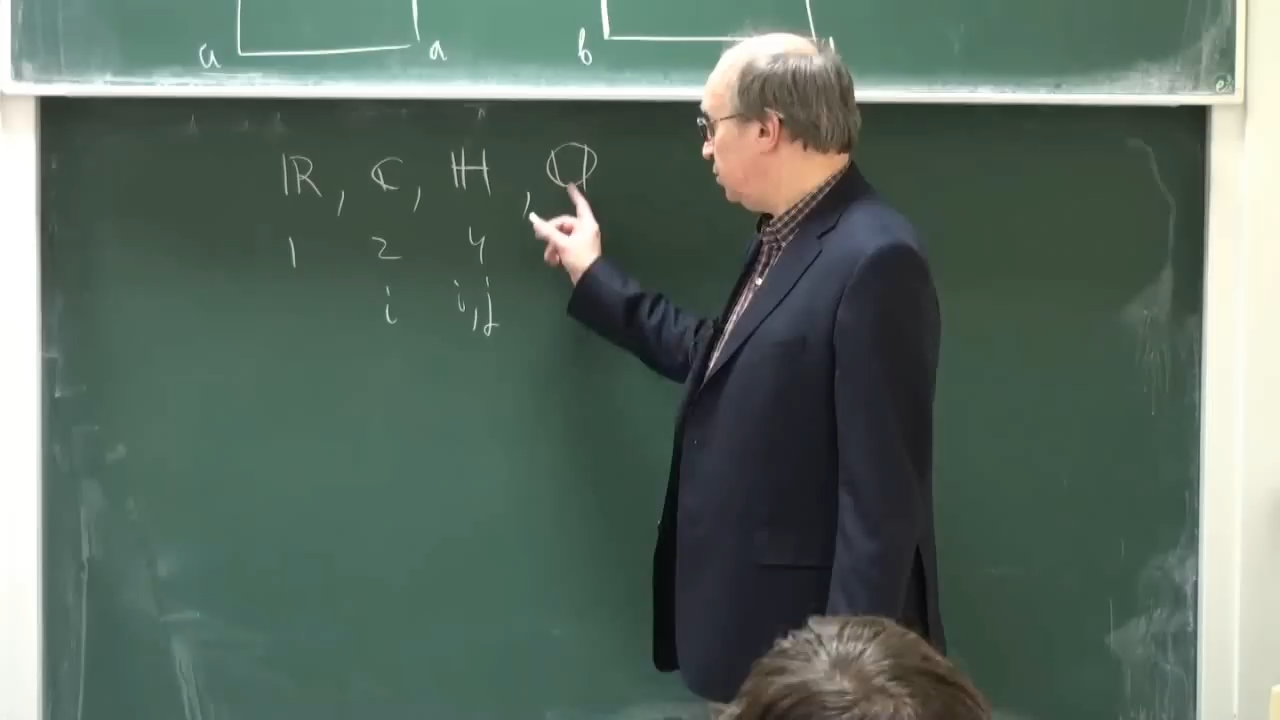 a a b
ℝ, ℂ, ℍ, 𝕆
1 2 4
i i, j